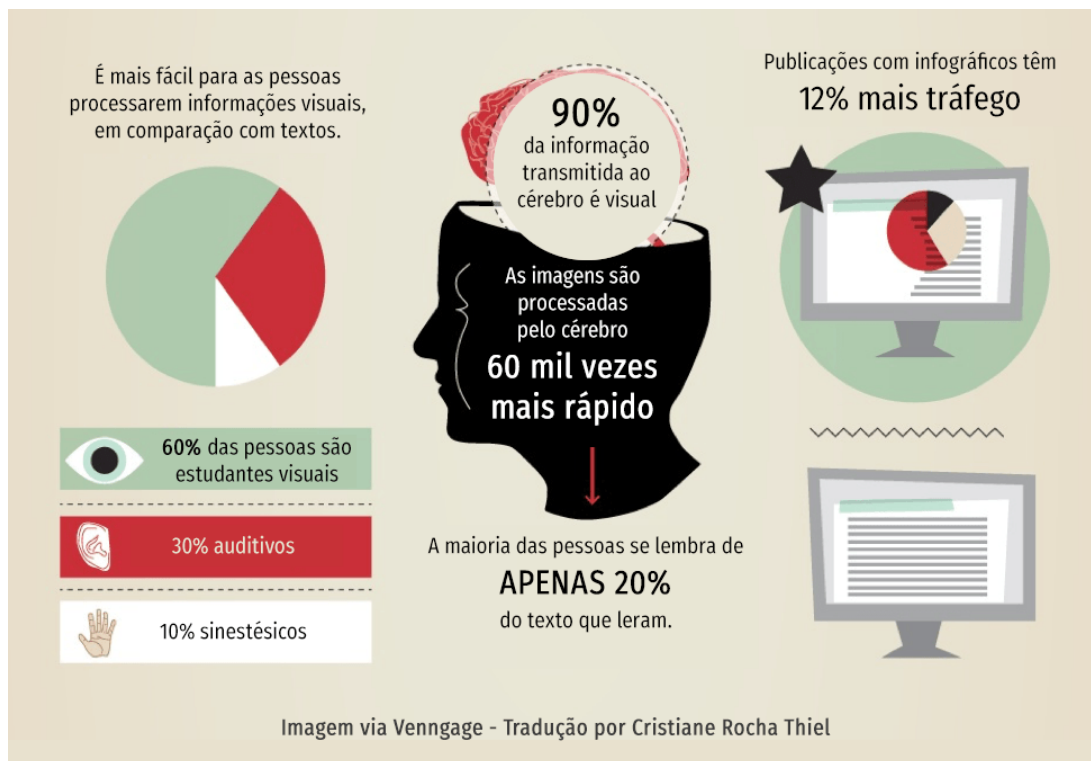 É mais fácil para as pessoas
processarem informações visuais,
em comparação com textos.
60% das pessoas são
estudantes visuais
30% auditivos
10% sinestésicos
90%
da informação
transmitida ao
cérebro é visual
As imagens são
processadas
pelo cérebro
60 mil vezes
mais rápido
A maioria das pessoas se lembra de
APENAS 20%
do texto que leram.
Publicações com infográficos têm
12% mais tráfego
Imagem via Venngage - Tradução por Cristiane Rocha Thiel